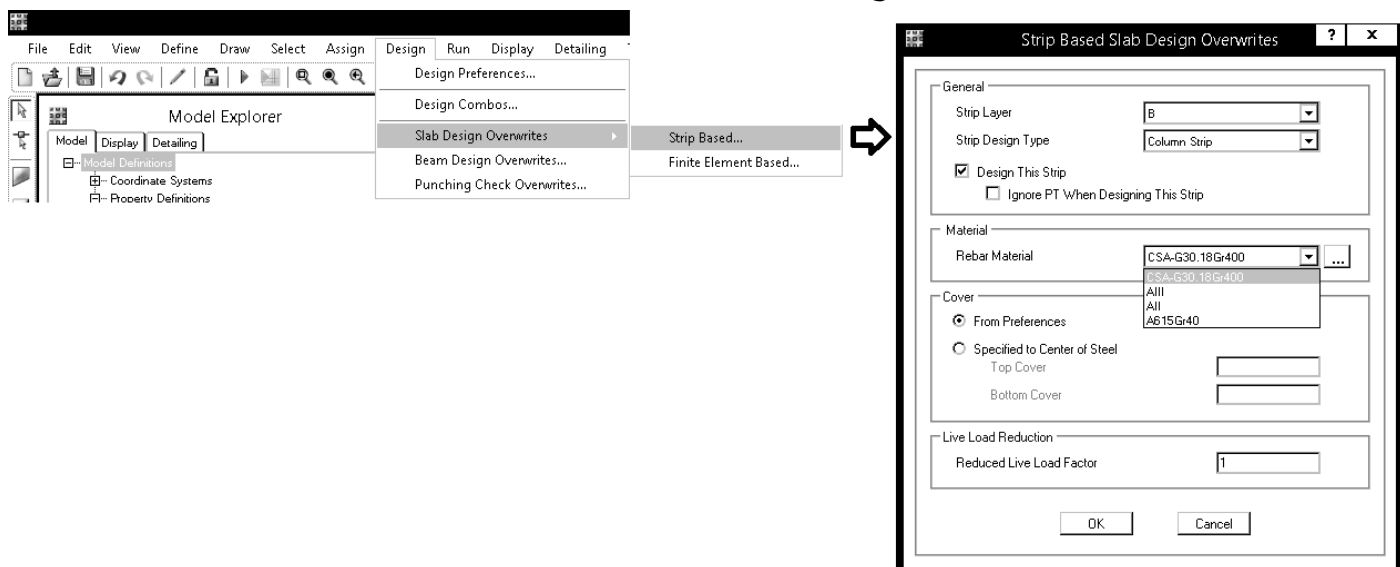 File Edit View Define Draw Select Assign Design Run Display Detailing
Design Preferences...
Design Combos...
Slab Design Overwrites
Beam Design Overwrites...
Punching Check Overwrites...
Strip Based...
Finite Element Based...
Model Explorer
Model Display Detailing
Model Definitions
Coordinate Systems
Property Definitions
Strip Based Slab Design Overwrites ? X
General
Strip Layer B
Strip Design Type Column Strip
Design This Strip
Ignore PT When Designing This Strip
Material
Rebar Material CSA-G30.18Gr400 ...
CSA-G30.18Gr400
AIII
AII
A615Gr40
Cover
From Preferences
Specified to Center of Steel
Top Cover
Bottom Cover
Live Load Reduction
Reduced Live Load Factor 1
OK Cancel